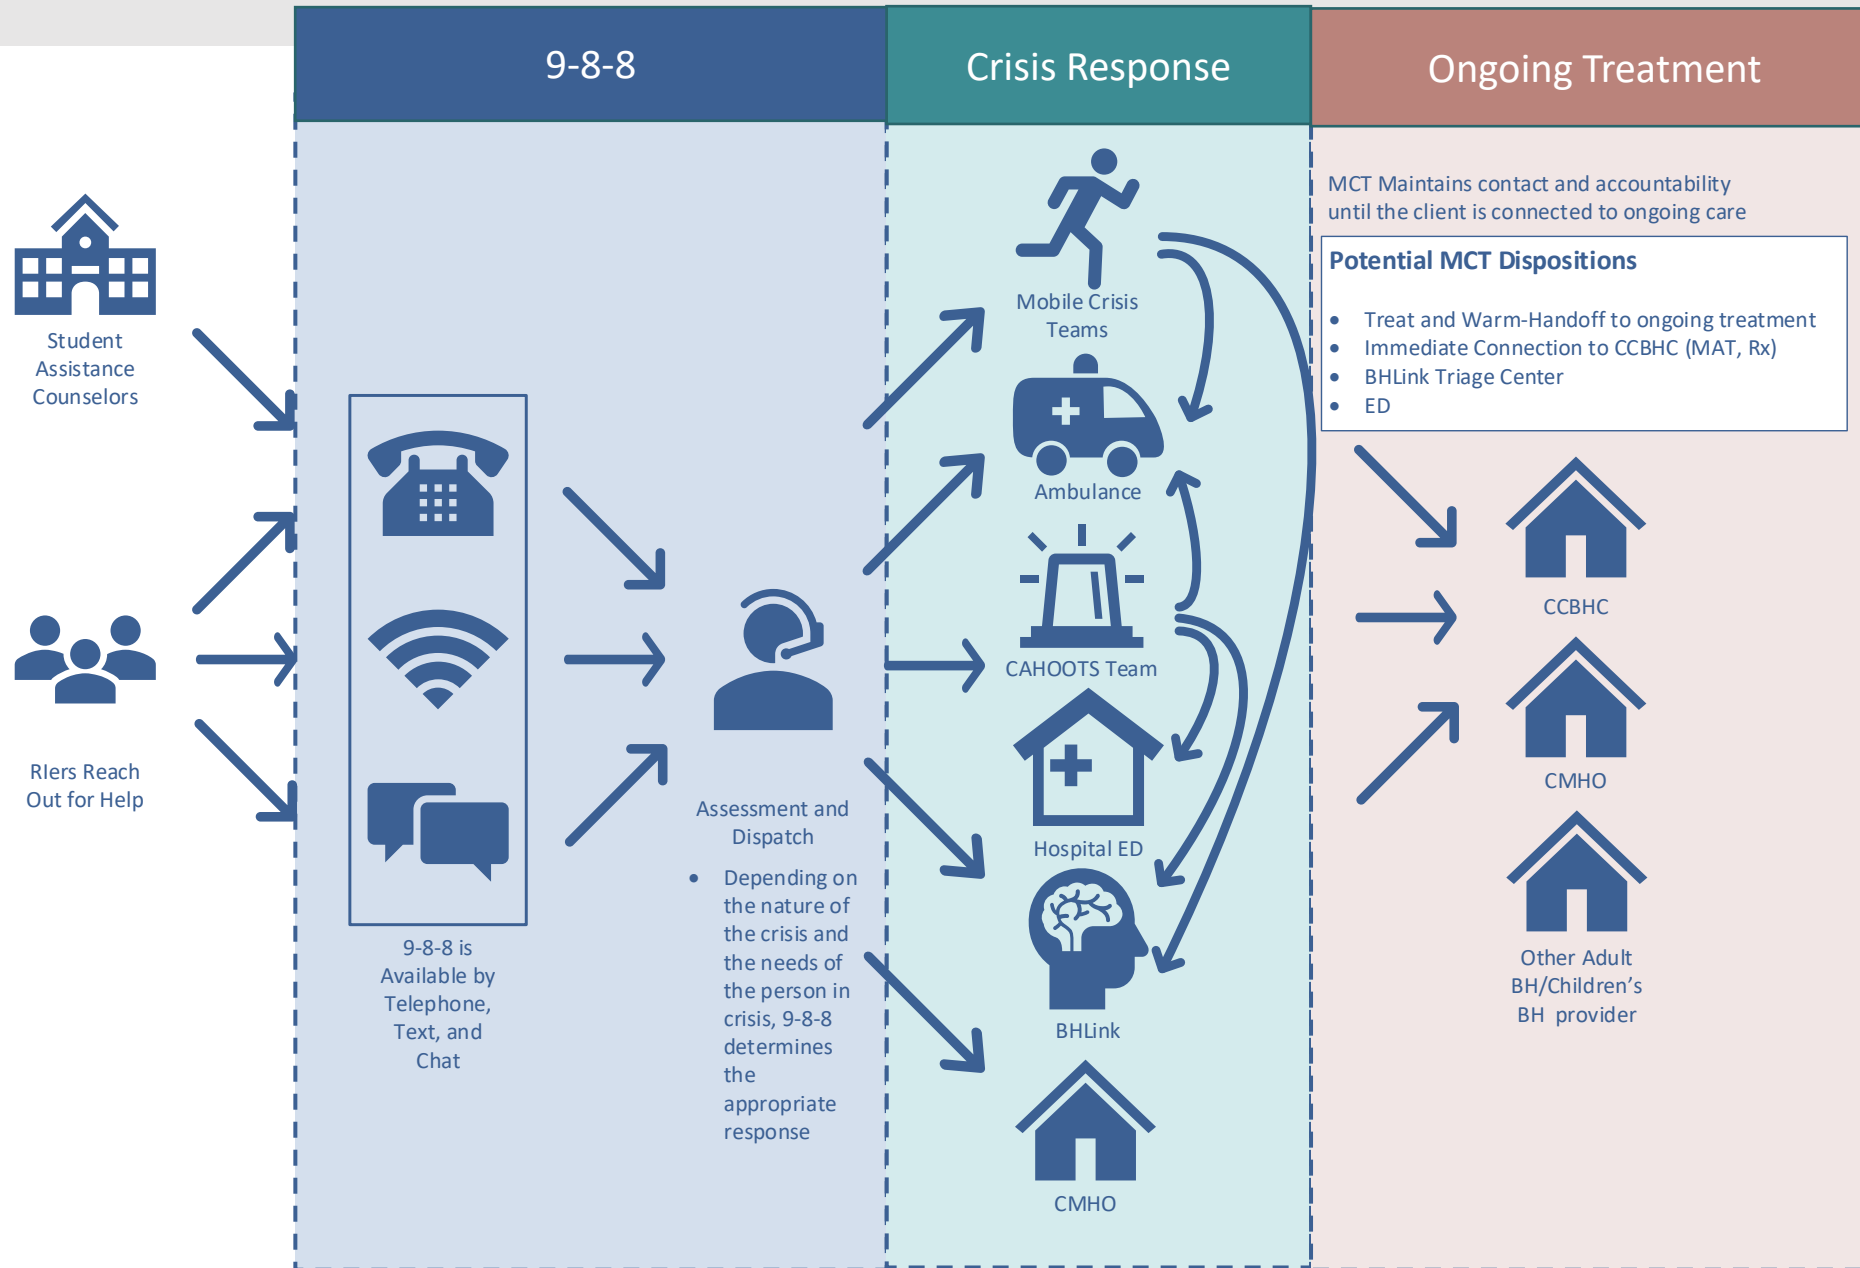 9-8-8
Crisis Response
Ongoing Treatment
Student
Assistance
Counselors
RIers Reach
Out for Help
9-8-8 is
Available by
Telephone,
Text, and
Chat
Assessment and
Dispatch
• Depending on
the nature of
the crisis and
the needs of
the person in
crisis, 9-8-8
determines
the
appropriate
response
Mobile Crisis
Teams
Ambulance
CAHOOTS Team
Hospital ED
BHLink
CMHO
MCT Maintains contact and accountability
until the client is connected to ongoing care
Potential MCT Dispositions
• Treat and Warm-Handoff to ongoing treatment
• Immediate Connection to CCBHC (MAT, Rx)
• BHLink Triage Center
• ED
CCBHC
CMHO
Other Adult
BH/Children's
BH provider